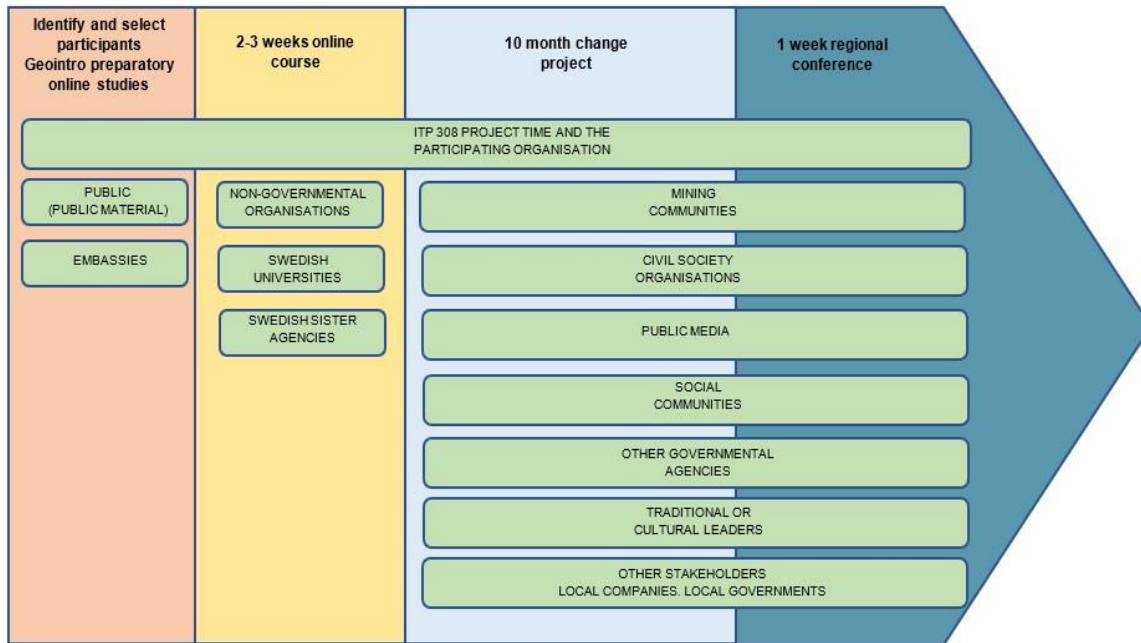 Identify and select
participants
Geointro preparatory
online studies
2-3 weeks online
course
10 month change
project
1 week regional
conference
ITP 308 PROJECT TIME AND THE
PARTICIPATING ORGANISATION
PUBLIC
(PUBLIC MATERIAL)
NON-GOVERNMENTAL
ORGANISATIONS
MINING
COMMUNITIES
EMBASSIES
SWEDISH
UNIVERSITIES
CIVIL SOCIETY
ORGANISATIONS
SWEDISH SISTER
AGENCIES
PUBLIC MEDIA
SOCIAL
COMMUNITIES
OTHER GOVERNMENTAL
AGENCIES
TRADITIONAL OR
CULTURAL LEADERS
OTHER STAKEHOLDERS
LOCAL COMPANIES. LOCAL GOVERNMENTS